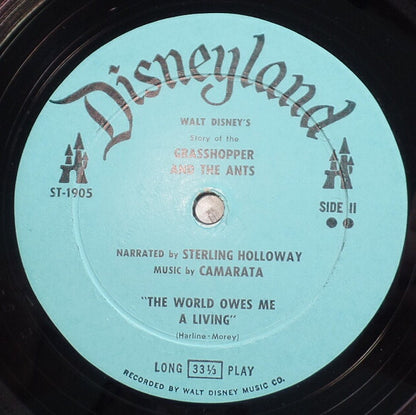 Disneyland
WALT DISNEY'S
Story of the
GRASSHOPPER
AND THE ANTS
ST-1905
SIDE II
NARRATED by STERLING HOLLOWAY
MUSIC by CAMARATA
"THE WORLD OWES ME
A LIVING"
(Harline-Morey)
LONG 33⅓ PLAY
RECORDED BY WALT DISNEY MUSIC CO.